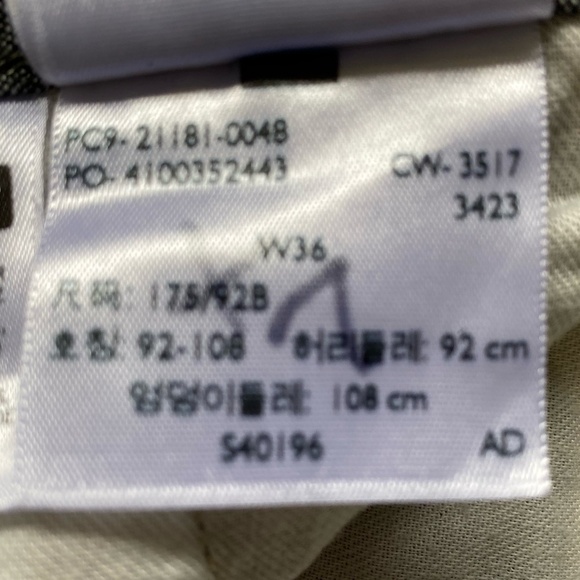 PC9-21181-0048
PO-4100352443 CW-3517
3423
W36
尺码: 175/92B
호칭: 92-108 허리둘레: 92 cm
엉덩이둘레: 108 cm
S40196 AD